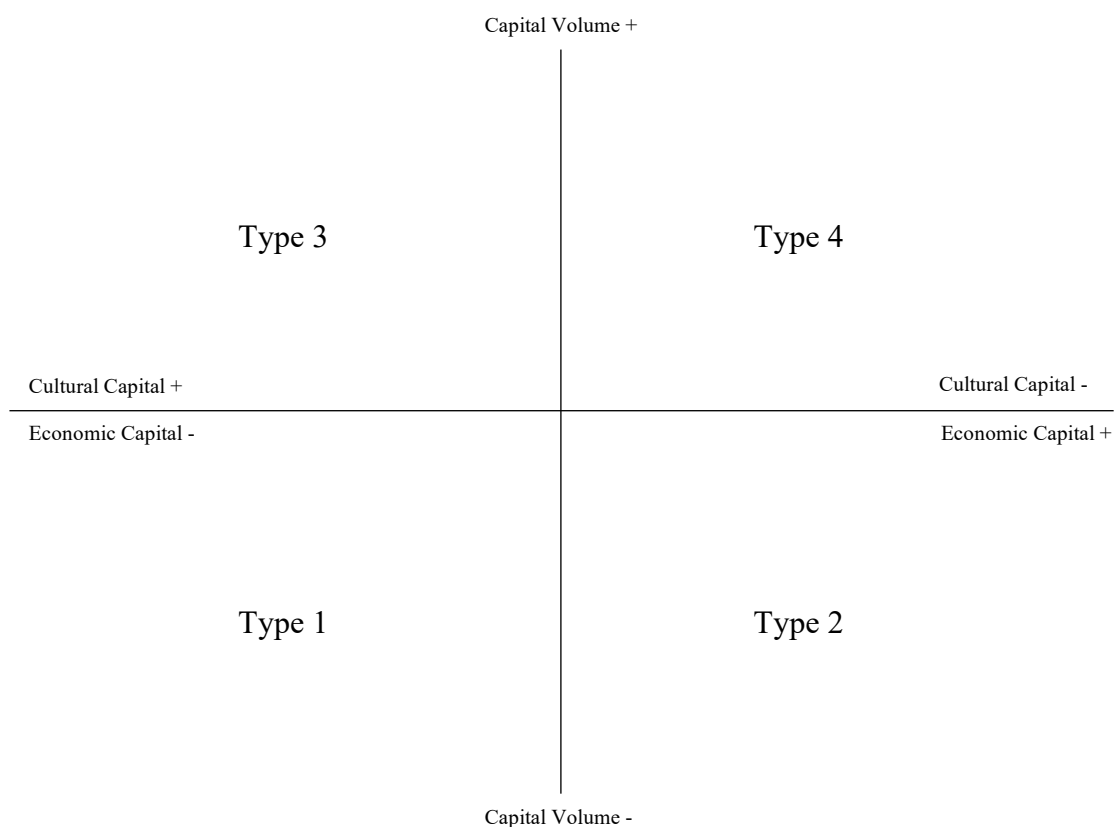 Capital Volume +
Type 3
Type 4
Cultural Capital +
Cultural Capital -
Economic Capital -
Economic Capital +
Type 1
Type 2
Capital Volume -